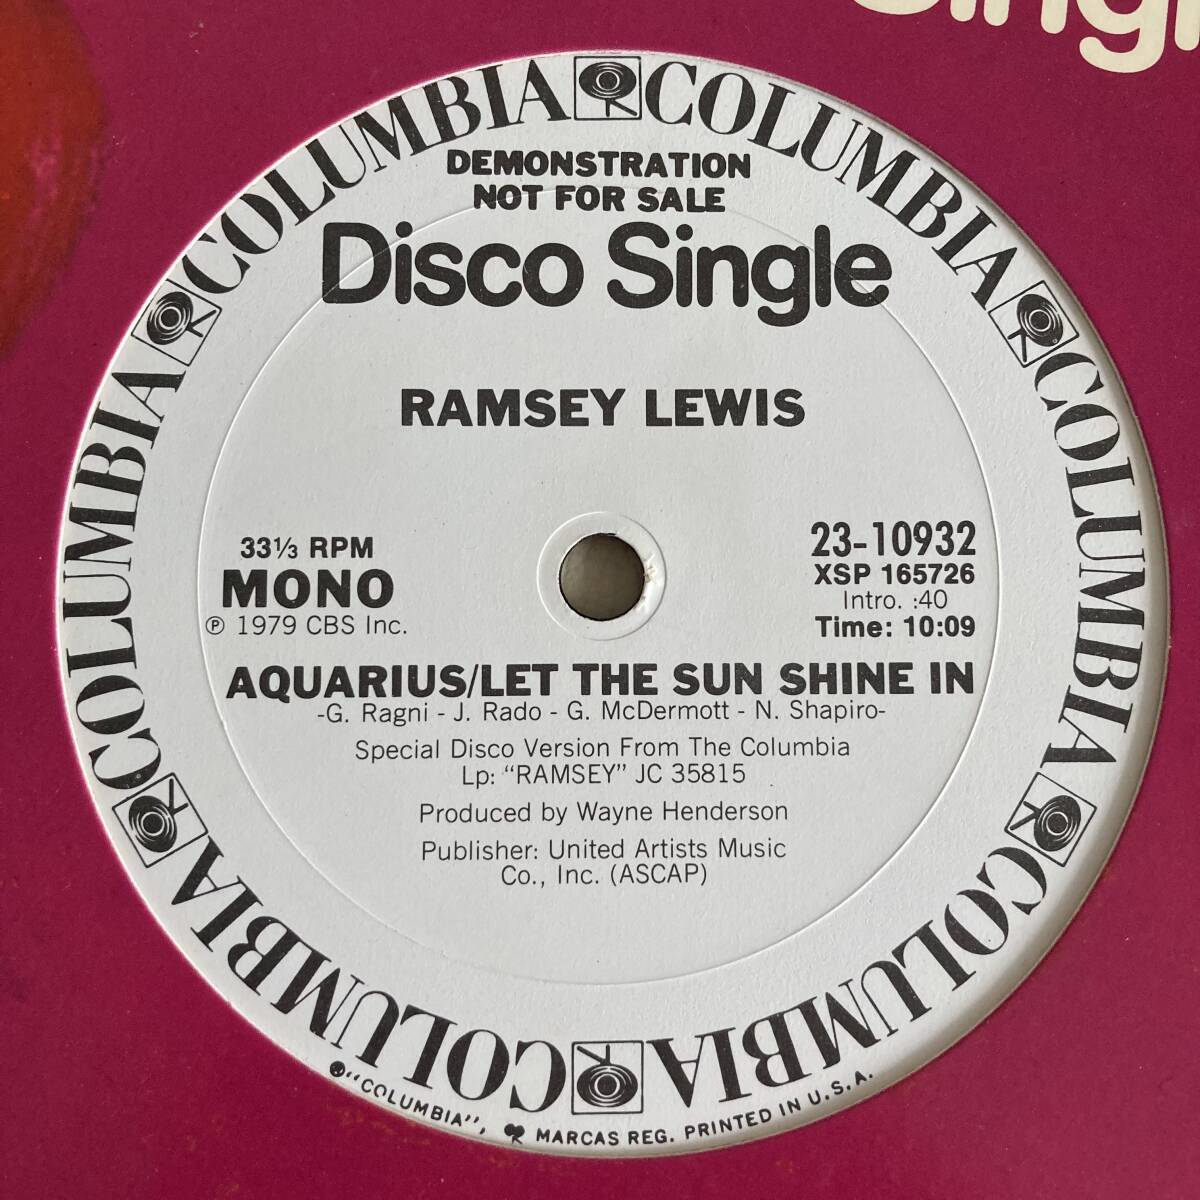 Singl
COLUMBIA COLUMBIA COLUMBIA COLUMBIA COLUMBIA COLUMBIA COLUMBIA COLUMBIA
DEMONSTRATION
NOT FOR SALE
Disco Single
RAMSEY LEWIS
33⅓ RPM
MONO
℗ 1979 CBS Inc.
23-10932
XSP 165726
Intro. :40
Time: 10:09
AQUARIUS/LET THE SUN SHINE IN
-G. Ragni - J. Rado - G. McDermott - N. Shapiro-
Special Disco Version From The Columbia
Lp: “RAMSEY” JC 35815
Produced by Wayne Henderson
Publisher: United Artists Music
Co., Inc. (ASCAP)
"COLUMBIA", MARCAS REG. PRINTED IN U.S.A.